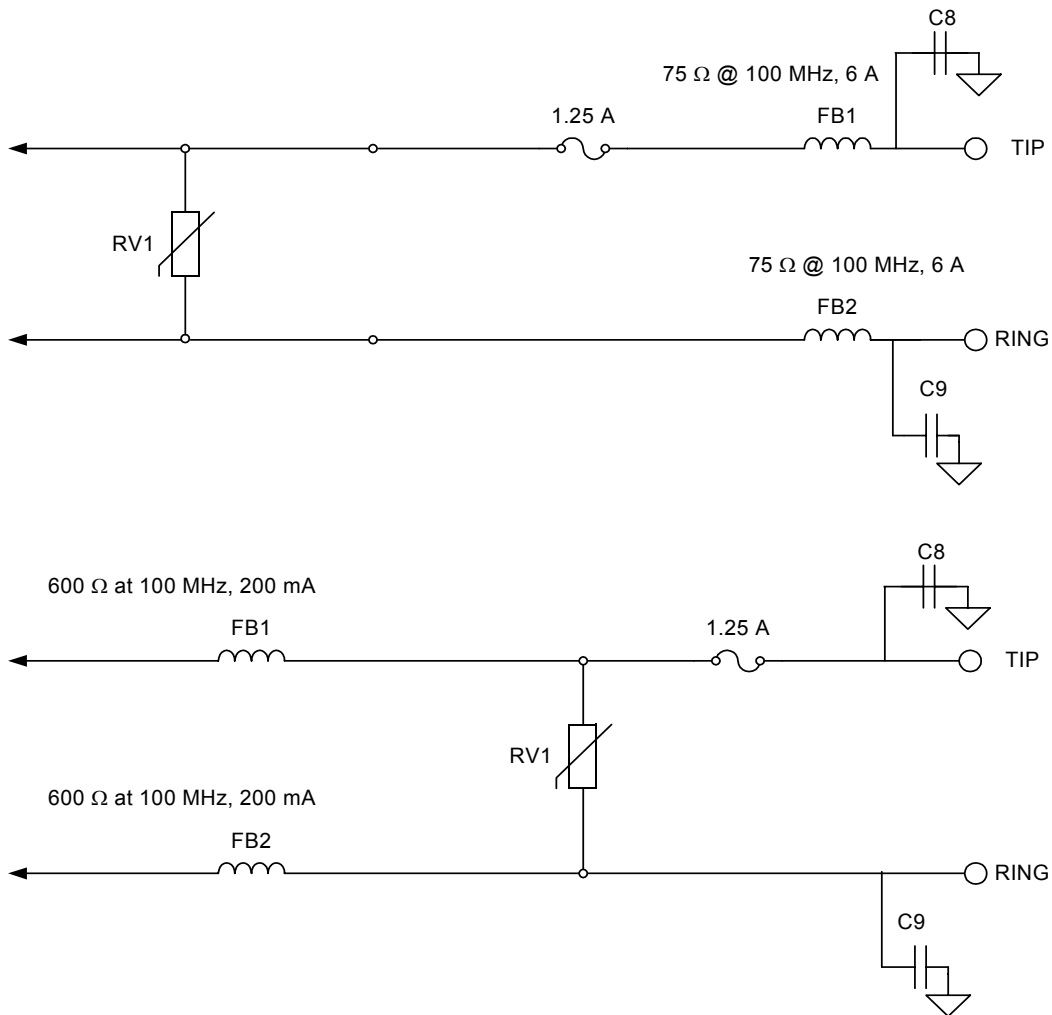 C8
75 Ω @ 100 MHz, 6 A
1.25 A
FB1
TIP
RV1
75 Ω @ 100 MHz, 6 A
FB2
RING
C9
C8
600 Ω at 100 MHz, 200 mA
FB1
1.25 A
TIP
RV1
600 Ω at 100 MHz, 200 mA
FB2
RING
C9